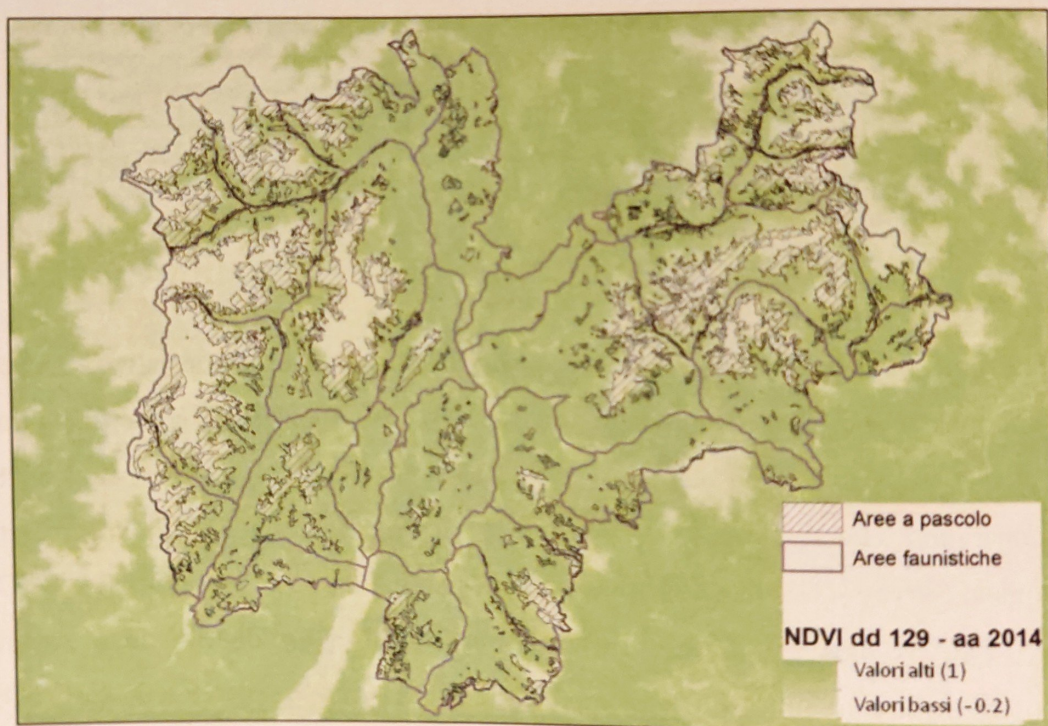 Aree a pascolo
Aree faunistiche
NDVI dd 129 - aa 2014
Valori alti (1)
Valori bassi (-0.2)